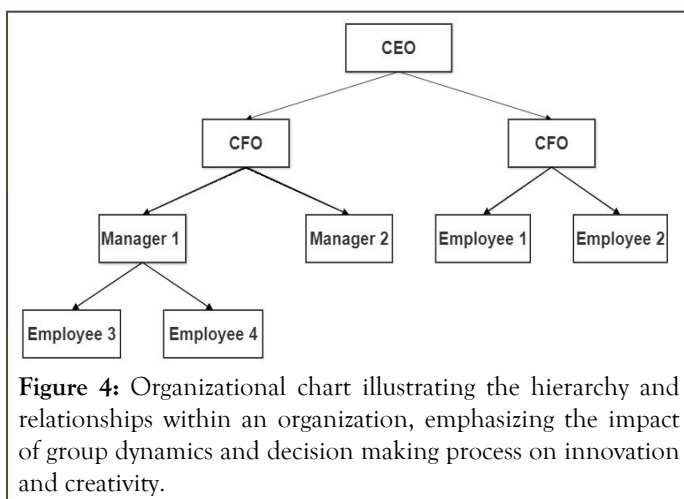 CEO
CFO
CFO
Manager 1
Manager 2
Employee 1
Employee 2
Employee 3
Employee 4
Figure 4: Organizational chart illustrating the hierarchy and
relationships within an organization, emphasizing the impact
of group dynamics and decision making process on innovation
and creativity.